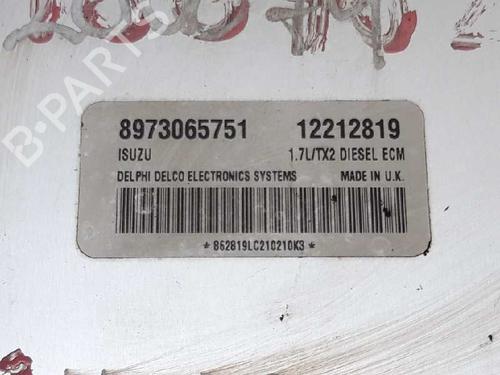 8973065751 12212819
ISUZU 1.7L/TX2 DIESEL ECM
DELPHI DELCO ELECTRONICS SYSTEMS MADE IN U.K.
* 862819LC210210K3 *
B-PARTS